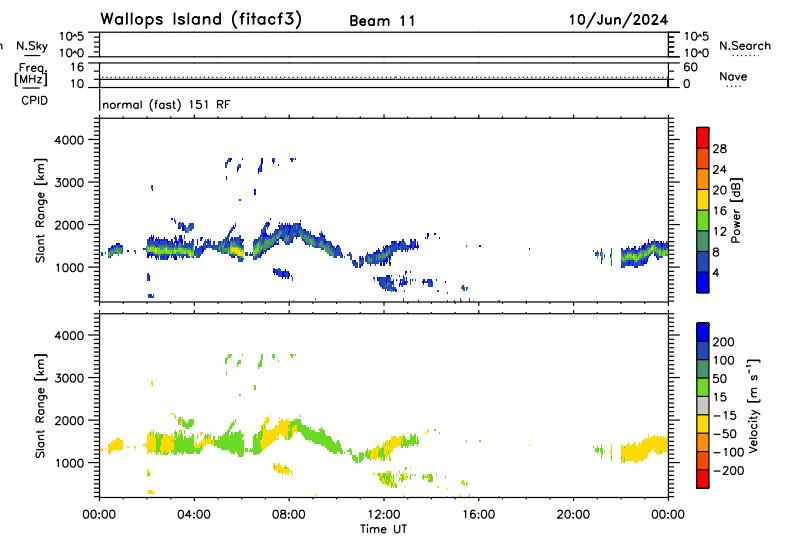 Wallops Island (fitacf3) Beam 11 10/Jun/2024
n N.Sky 10^5 10^0 10^5 10^0 N.Search
Freq. [MHz] 16 10 60 0 Nave
CPID normal (fast) 151 RF
Slant Range [km]
4000
3000
2000
1000
28
24
20
16
12
8
4
Power [dB]
Slant Range [km]
4000
3000
2000
1000
200
100
50
15
-15
-50
-100
-200
Velocity [m s⁻¹]
00:00 04:00 08:00 12:00 16:00 20:00 00:00
Time UT